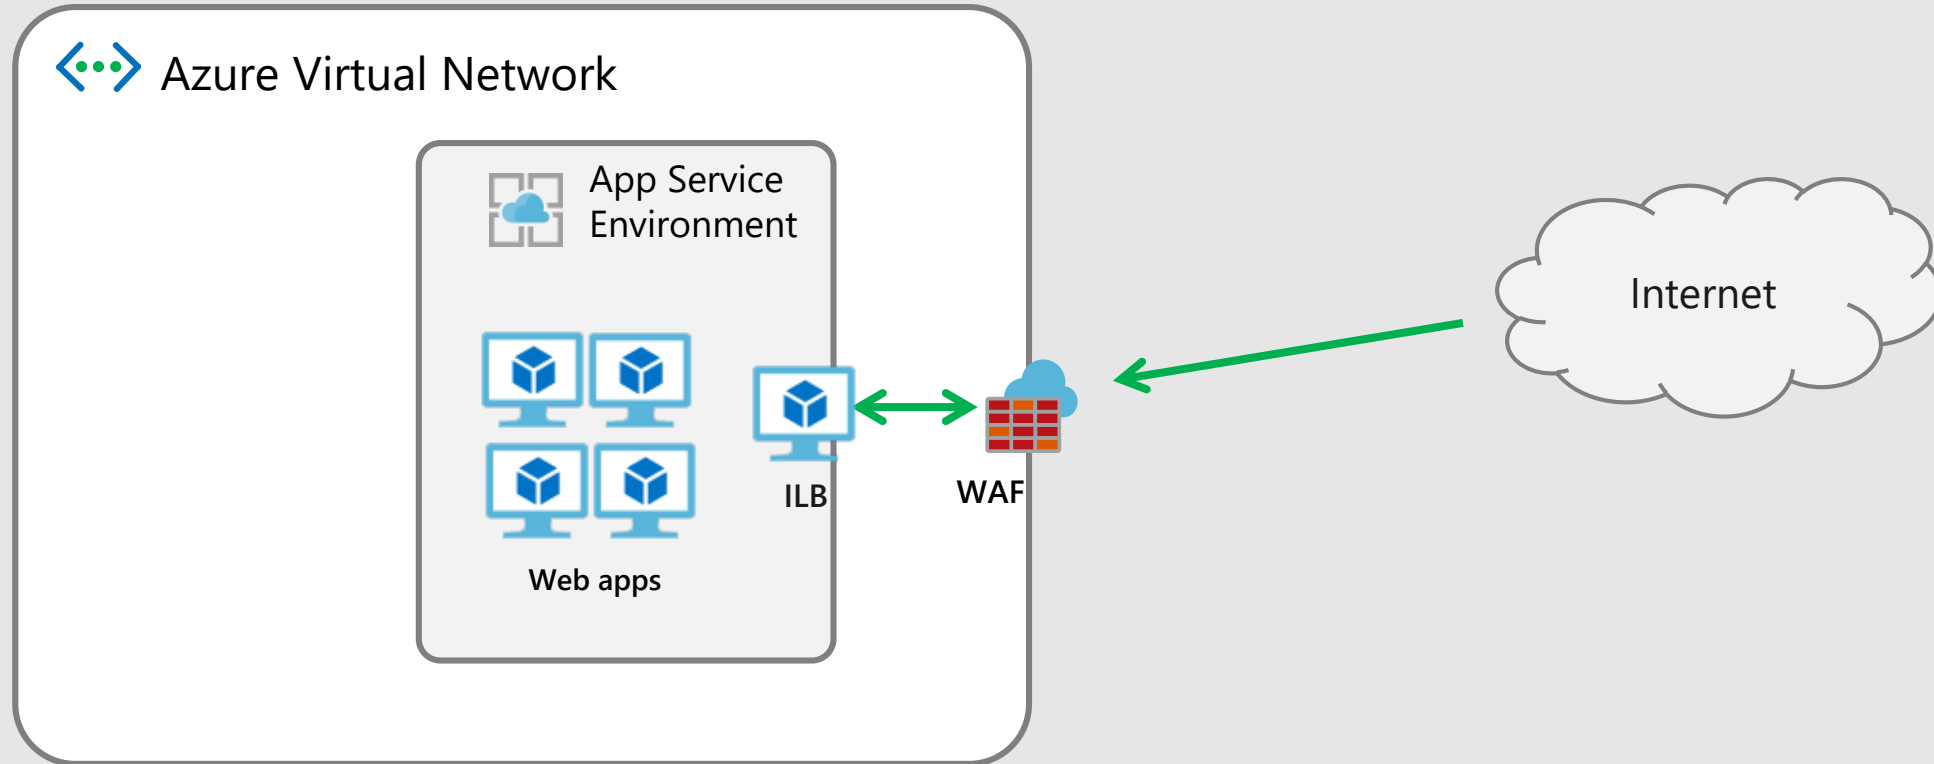 Azure Virtual Network
App Service
Environment
Internet
ILB
WAF
Web apps